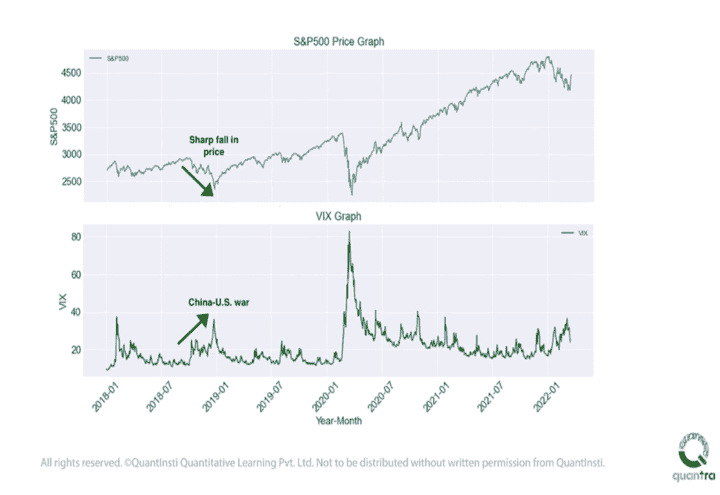 S&P500 Price Graph
S&P500
4500
4000
3500
3000
2500
S&P500
Sharp fall in
price
VIX Graph
VIX
80
60
40
20
VIX
China-U.S. war
2018-01
2018-07
2019-01
2019-07
2020-01
2020-07
2021-01
2021-07
2022-01
Year-Month
All rights reserved. ©QuantInsti Quantitative Learning Pvt. Ltd. Not to be distributed without written permission from QuantInsti.
quantra